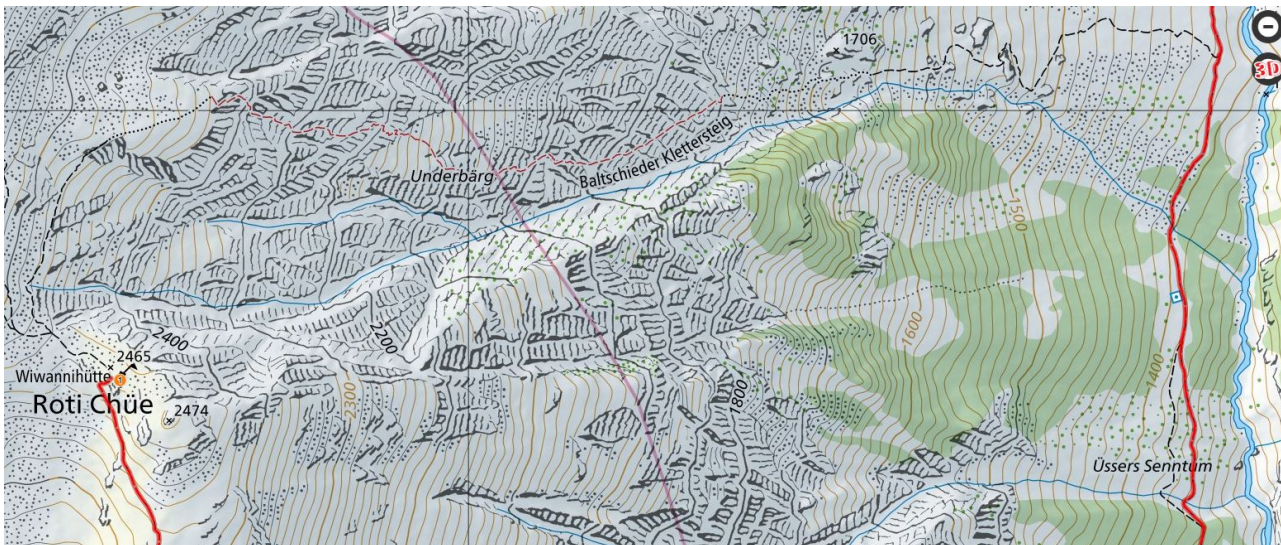 1706
3D
Baltschieder Klettersteig
Underbärg
1500
2400
2200
1600
2465
Wiwannihütte
1400
Roti Chüe
2300
2474
1800
Üssers Senntum